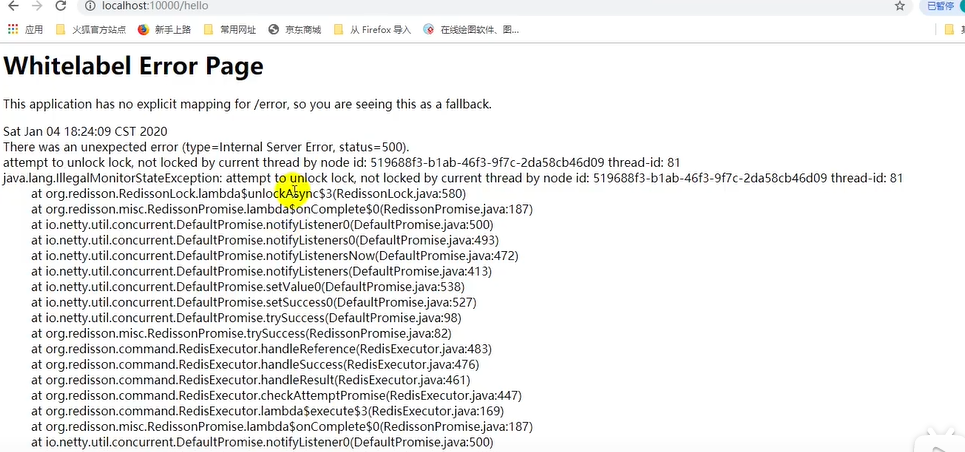 localhost:10000/hello
已暂停
应用 火狐官方站点 新手上路 常用网址 京东商城 从 Firefox 导入 在线绘图软件、图...
Whitelabel Error Page
This application has no explicit mapping for /error, so you are seeing this as a fallback.
Sat Jan 04 18:24:09 CST 2020
There was an unexpected error (type=Internal Server Error, status=500).
attempt to unlock lock, not locked by current thread by node id: 519688f3-b1ab-46f3-9f7c-2da58cb46d09 thread-id: 81
java.lang.IllegalMonitorStateException: attempt to unlock lock, not locked by current thread by node id: 519688f3-b1ab-46f3-9f7c-2da58cb46d09 thread-id: 81
at org.redisson.RedissonLock.lambda$unlockAsync$3(RedissonLock.java:580)
at org.redisson.misc.RedissonPromise.lambda$onComplete$0(RedissonPromise.java:187)
at io.netty.util.concurrent.DefaultPromise.notifyListener0(DefaultPromise.java:500)
at io.netty.util.concurrent.DefaultPromise.notifyListeners0(DefaultPromise.java:493)
at io.netty.util.concurrent.DefaultPromise.notifyListenersNow(DefaultPromise.java:472)
at io.netty.util.concurrent.DefaultPromise.notifyListeners(DefaultPromise.java:413)
at io.netty.util.concurrent.DefaultPromise.setValue0(DefaultPromise.java:538)
at io.netty.util.concurrent.DefaultPromise.setSuccess0(DefaultPromise.java:527)
at io.netty.util.concurrent.DefaultPromise.trySuccess(DefaultPromise.java:98)
at org.redisson.misc.RedissonPromise.trySuccess(RedissonPromise.java:82)
at org.redisson.command.RedisExecutor.handleReference(RedisExecutor.java:483)
at org.redisson.command.RedisExecutor.handleSuccess(RedisExecutor.java:476)
at org.redisson.command.RedisExecutor.handleResult(RedisExecutor.java:461)
at org.redisson.command.RedisExecutor.checkAttemptPromise(RedisExecutor.java:447)
at org.redisson.command.RedisExecutor.lambda$execute$3(RedisExecutor.java:169)
at org.redisson.misc.RedissonPromise.lambda$onComplete$0(RedissonPromise.java:187)
at io.netty.util.concurrent.DefaultPromise.notifyListener0(DefaultPromise.java:500)